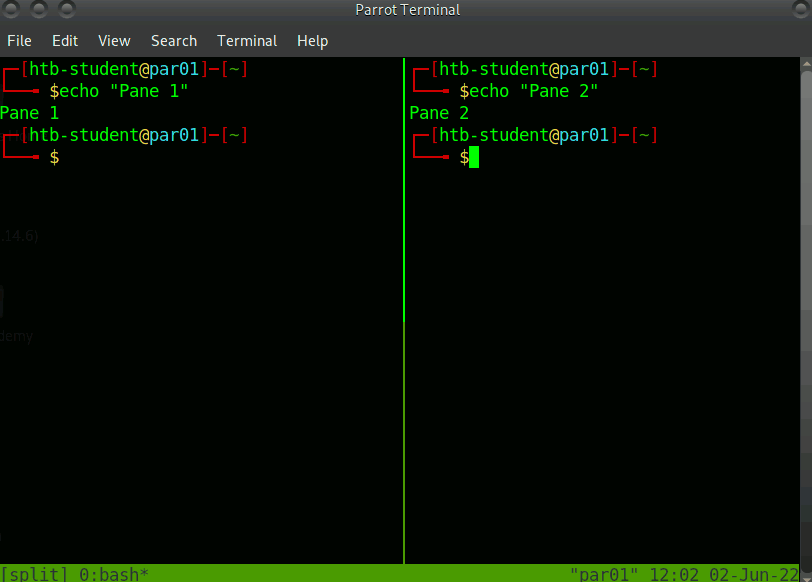 Parrot Terminal
File Edit View Search Terminal Help
[htb-student@par01]─[~]
$echo "Pane 1"
Pane 1
[htb-student@par01]─[~]
$
[htb-student@par01]─[~]
$echo "Pane 2"
Pane 2
[htb-student@par01]─[~]
$
.14.6)
demy
[split] 0:bash* "par01" 12:02 02-Jun-22